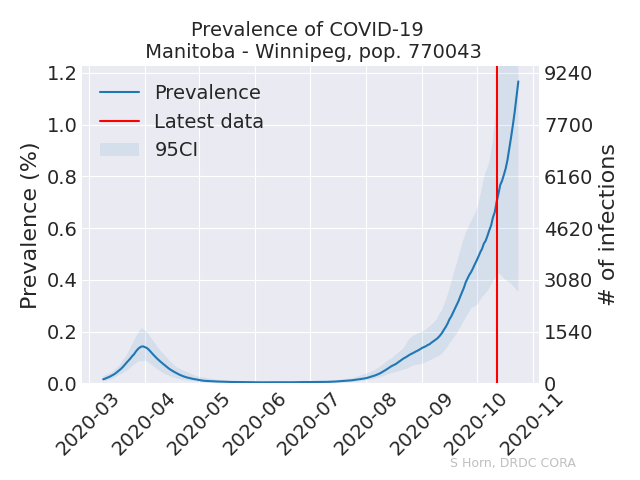 Prevalence of COVID-19
Manitoba - Winnipeg, pop. 770043
Prevalence
Latest data
95CI
Prevalence (%)
1.2
1.0
0.8
0.6
0.4
0.2
0.0
9240
7700
6160
4620
3080
1540
0
# of infections
2020-03
2020-04
2020-05
2020-06
2020-07
2020-08
2020-09
2020-10
2020-11
S Horn, DRDC CORA